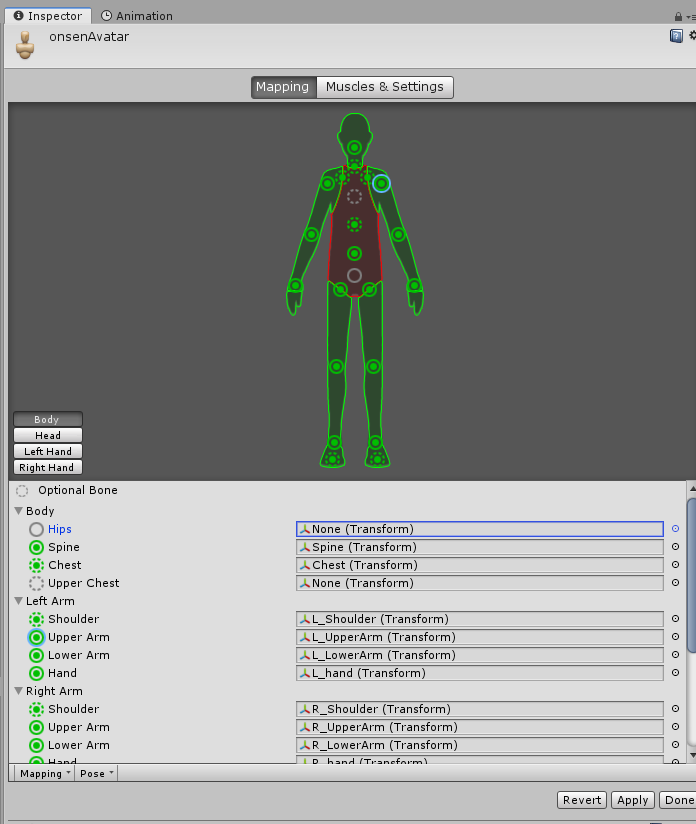 Inspector Animation
onsenAvatar
Mapping Muscles & Settings
Body
Head
Left Hand
Right Hand
Optional Bone
Body
Hips None (Transform)
Spine Spine (Transform)
Chest Chest (Transform)
Upper Chest None (Transform)
Left Arm
Shoulder L_Shoulder (Transform)
Upper Arm L_UpperArm (Transform)
Lower Arm L_LowerArm (Transform)
Hand L_hand (Transform)
Right Arm
Shoulder R_Shoulder (Transform)
Upper Arm R_UpperArm (Transform)
Lower Arm R_LowerArm (Transform)
Hand R_hand (Transform)
Mapping Pose
Revert Apply Done